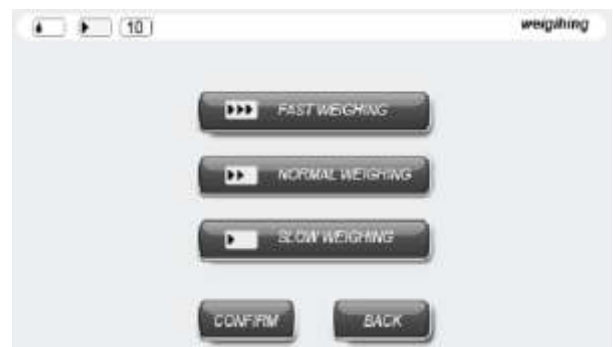 10 weigihing
FAST WEIGHING
NORMAL WEIGHING
SLOW WEIGHING
CONFIRM BACK